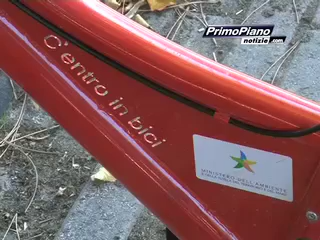 PrimoPiano
notizie.com
C'entro in bici
MINISTERO DELL'AMBIENTE